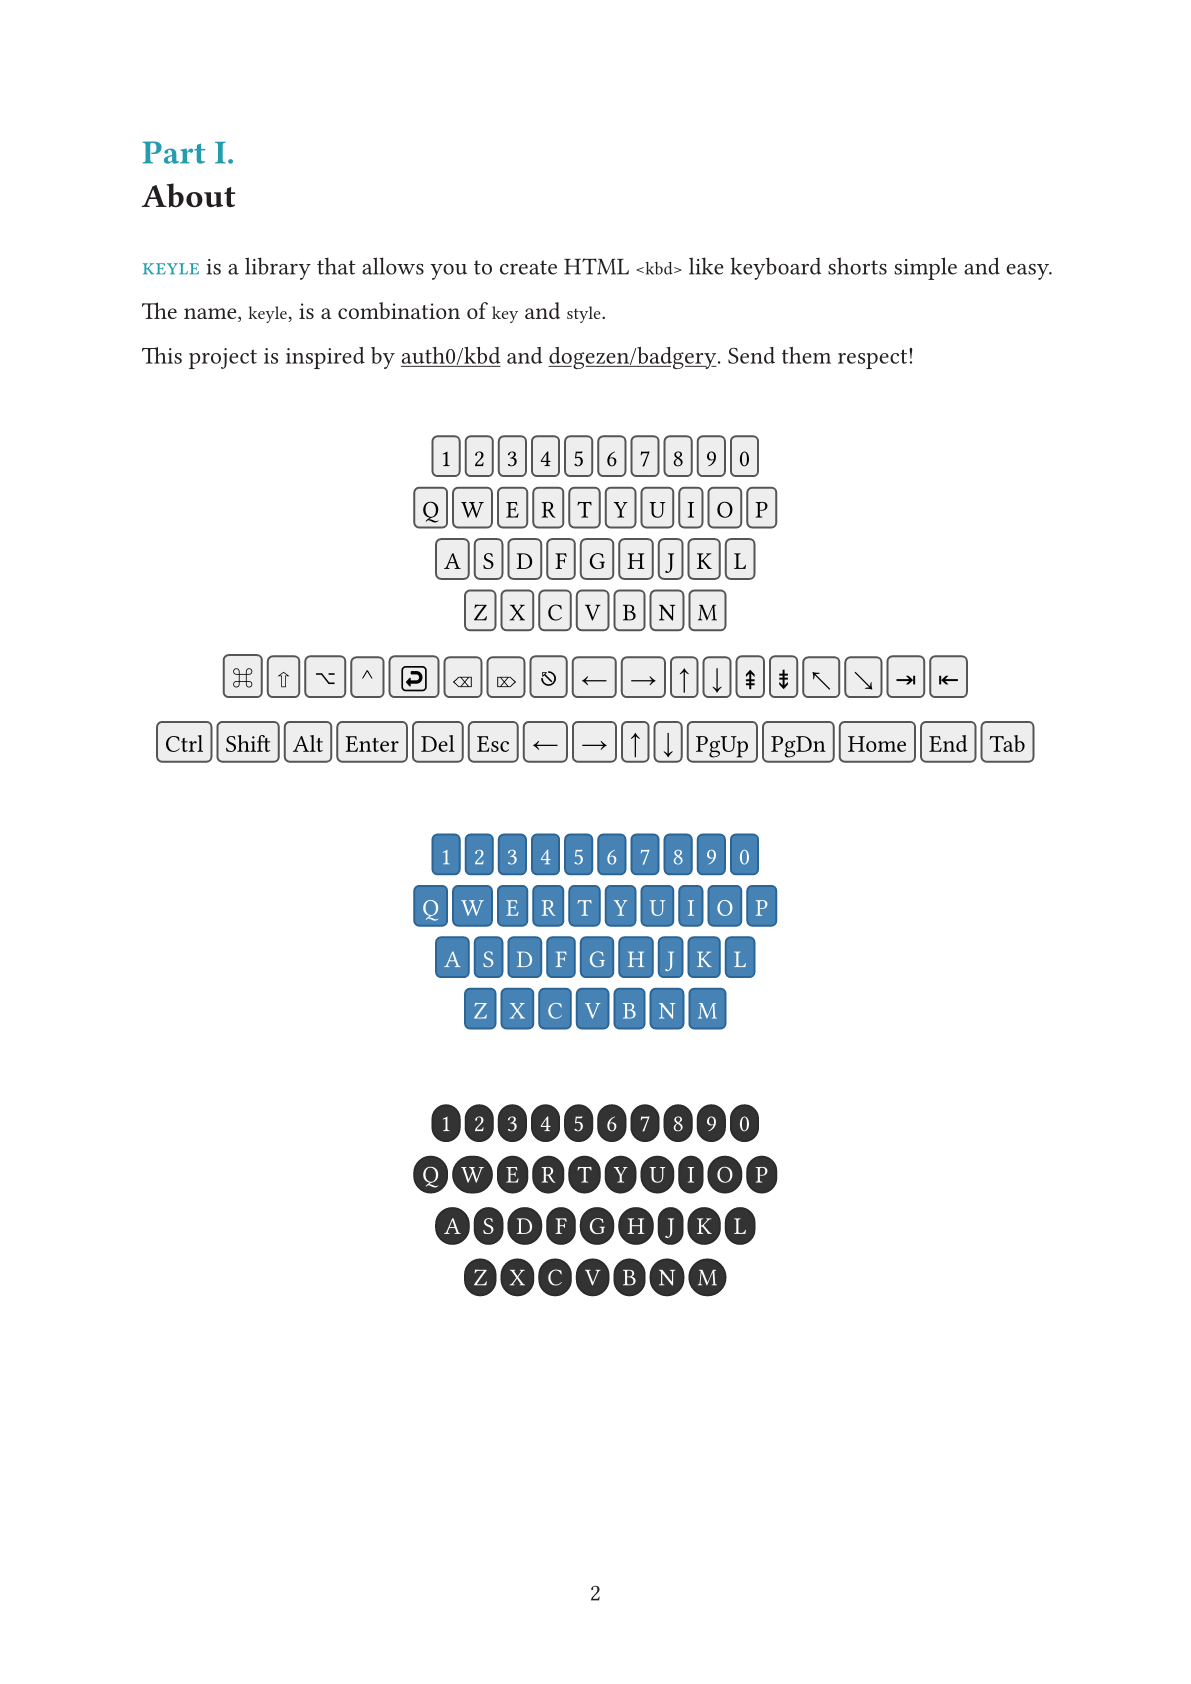 Part I.
About
KEYLE is a library that allows you to create HTML <kbd> like keyboard shorts simple and easy.
The name, keyle, is a combination of key and style.
This project is inspired by auth0/kbd and dogezen/badgery. Send them respect!
1 2 3 4 5 6 7 8 9 0
Q W E R T Y U I O P
A S D F G H J K L
Z X C V B N M
⌘ ⇧ ⌥ ^ ⮒ ⌫ ⌦ ⎋ ← → ↑ ↓ ⇞ ⇟ ↖ ↘ ⇥ ⇤
Ctrl Shift Alt Enter Del Esc ← → ↑ ↓ PgUp PgDn Home End Tab
1 2 3 4 5 6 7 8 9 0
Q W E R T Y U I O P
A S D F G H J K L
Z X C V B N M
1 2 3 4 5 6 7 8 9 0
Q W E R T Y U I O P
A S D F G H J K L
Z X C V B N M
2